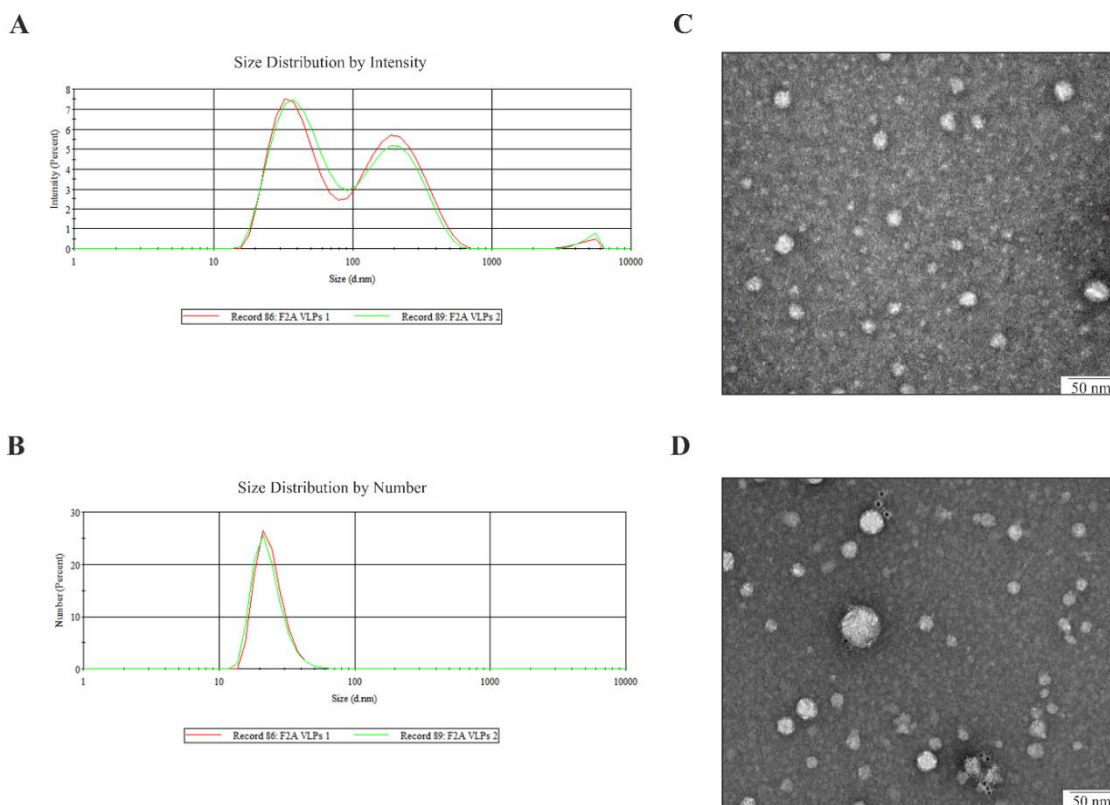 A
Size Distribution by Intensity
8
7
6
5
4
3
2
1
0
Intensity (Percent)
1 10 100 1000 10000
Size (d.nm)
Record 86: F2A VLPs 1 Record 89: F2A VLPs 2
B
Size Distribution by Number
30
20
10
0
Number (Percent)
1 10 100 1000 10000
Size (d.nm)
Record 86: F2A VLPs 1 Record 89: F2A VLPs 2
C
50 nm
D
50 nm